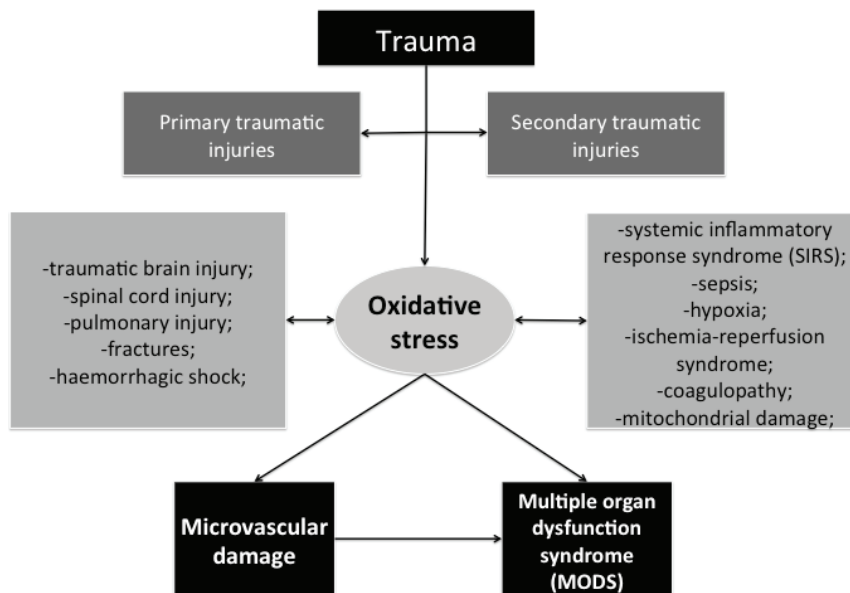 Trauma
Primary traumatic
injuries
Secondary traumatic
injuries
-traumatic brain injury;
-spinal cord injury;
-pulmonary injury;
-fractures;
-haemorrhagic shock;
Oxidative
stress
-systemic inflammatory
response syndrome (SIRS);
-sepsis;
-hypoxia;
-ischemia-reperfusion
syndrome;
-coagulopathy;
-mitochondrial damage;
Microvascular
damage
Multiple organ
dysfunction
syndrome
(MODS)